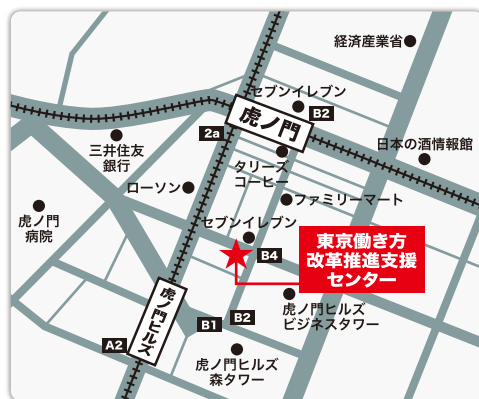 経済産業省
セブンイレブン
B2
虎ノ門
2a
日本の酒情報館
三井住友
銀行
タリーズ
コーヒー
ローソン
ファミリーマート
虎ノ門
病院
セブンイレブン
東京働き方
改革推進支援
センター
B4
虎ノ門ヒルズ
虎ノ門ヒルズ
ビジネスタワー
B1
B2
A2
虎ノ門ヒルズ
森タワー